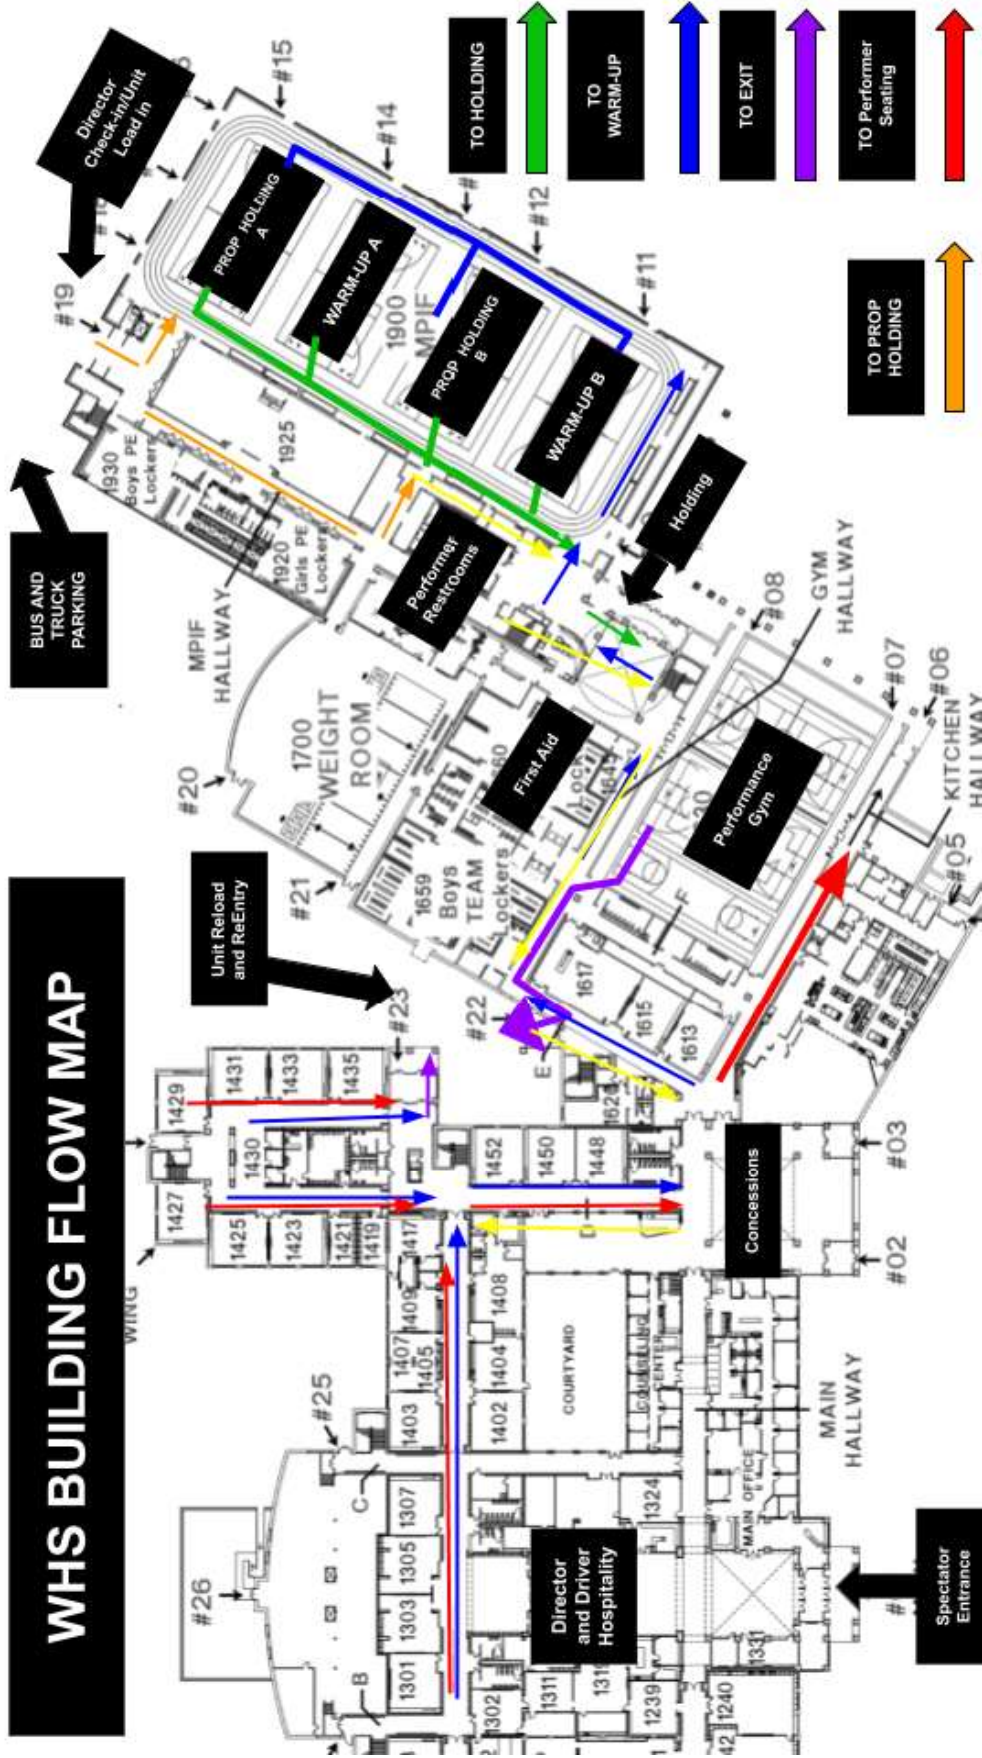 WHS BUILDING FLOW MAP
Director
Check-in/Unit
Load in
#15
#14
#12
#11
#19
TO HOLDING
TO
WARM-UP
TO EXIT
TO Performer
Seating
TO PROP
HOLDING
PROP HOLDING
A
WARM-UP A
1900
MPIF
PROP HOLDING
B
WARM-UP B
BUS AND
TRUCK
PARKING
1930
Boys PE
Lockers
1925
1920
Girls PE
Lockers
MPIF
HALLWAY
Performer
Restrooms
Holding
GYM
HALLWAY
#08
#07
#06
KITCHEN
HALLWAY
#05
#20
1700
WEIGHT
ROOM
#21
First Aid
1659
Boys
TEAM
Lockers
Performance
Gym
F
Unit Reload
and ReEntry
#23
#22
E
1617
1615
1613
1429
1431
1433
1435
1430
1427
1425
1423
1421
1419
1417
WING
1452
1450
1448
Concessions
#03
#02
1409
1407
1405
1403
1408
1404
1402
COURTYARD
COUNSELING
CENTER
MAIN
HALLWAY
#25
C
#26
1307
1305
1303
1301
B
1302
1311
1324
MAIN OFFICE
Director
and Driver
Hospitality
1239
1240
1331
#
Spectator
Entrance